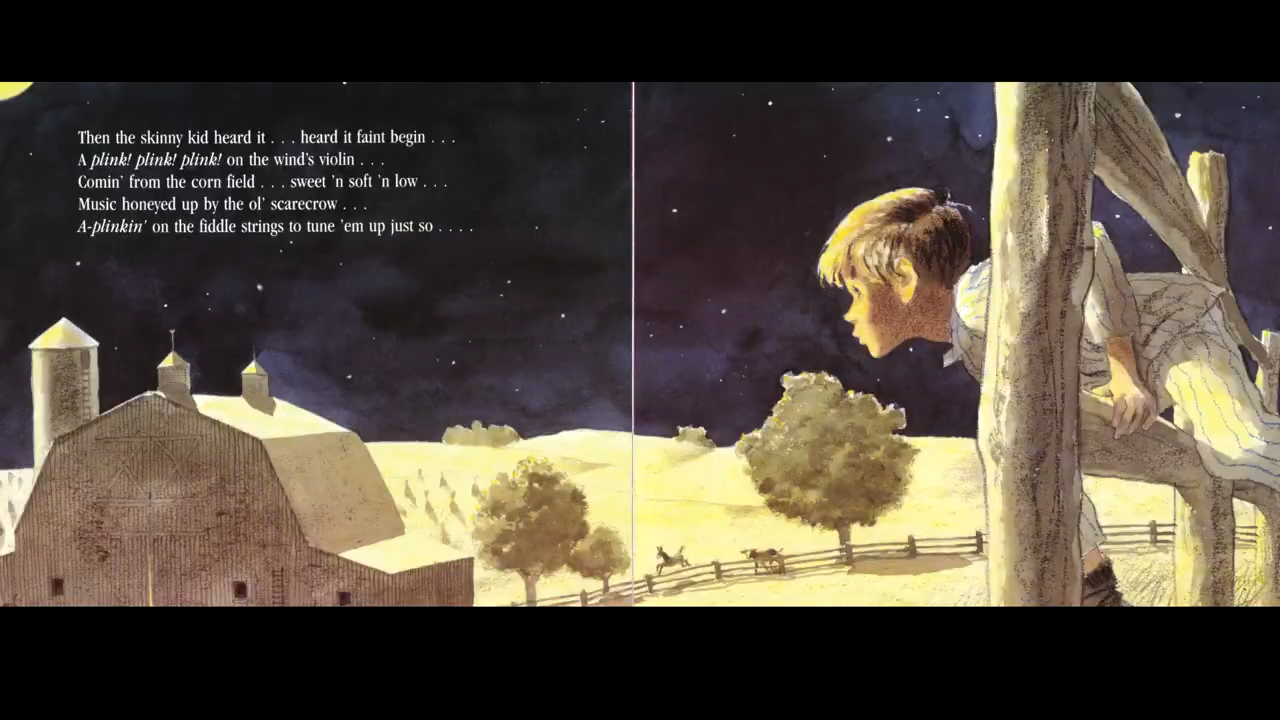 Then the skinny kid heard it . . . heard it faint begin . . .
A plink! plink! plink! on the wind's violin . . .
Comin' from the corn field . . . sweet 'n soft 'n low . . .
Music honeyed up by the ol' scarecrow . . .
A-plinkin' on the fiddle strings to tune 'em up just so . . . .